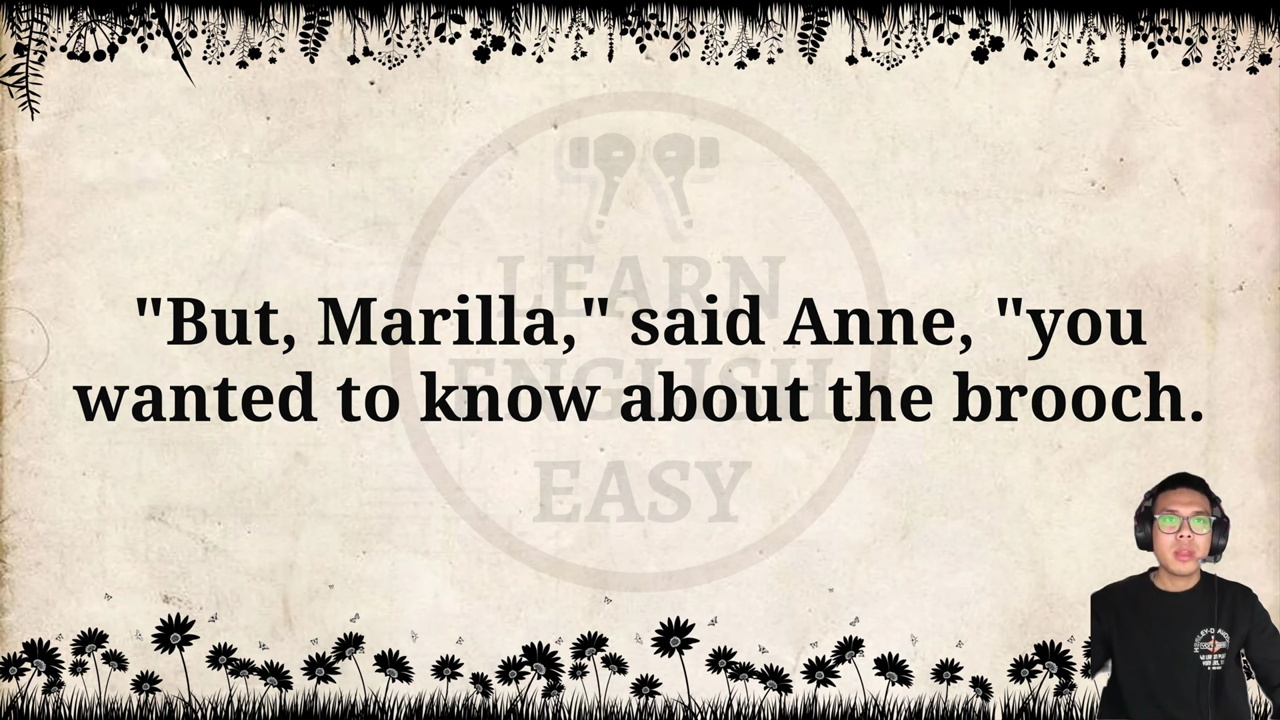 "But, Marilla," said Anne, "you
wanted to know about the brooch.
LEARN
ENGLISH
EASY